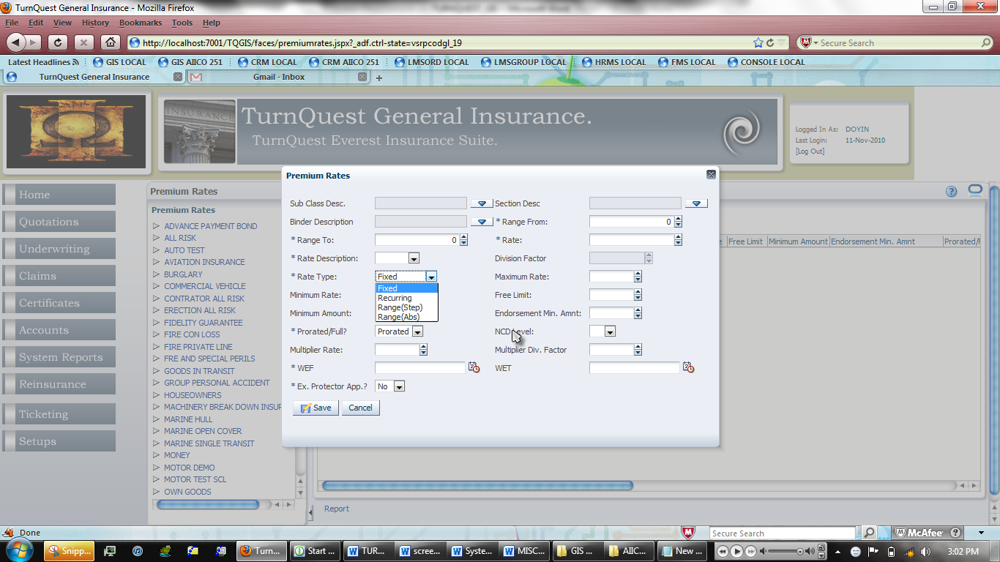 TurnQuest General Insurance - Mozilla Firefox
File Edit View History Bookmarks Tools Help
http://localhost:7001/TQGIS/faces/premiumrates.jspx?_adf.ctrl-state=vsrpcodgl_19
Secure Search
Latest Headlines GIS LOCAL GIS AIICO 251 CRM LOCAL CRM AIICO 251 LMSORD LOCAL LMSGROUP LOCAL HRMS LOCAL FMS LOCAL CONSOLE LOCAL
TurnQuest General Insurance Gmail - Inbox
INSURANCE
TurnQuest General Insurance.
TurnQuest Everest Insurance Suite.
Logged In As: DOYIN
Last Login: 11-Nov-2010
[Log Out]
Home
Quotations
Underwriting
Claims
Certificates
Accounts
System Reports
Reinsurance
Ticketing
Setups
Premium Rates
Premium Rates
ADVANCE PAYMENT BOND
ALL RISK
AUTO TEST
AVIATION INSURANCE
BURGLARY
COMMERCIAL VEHICLE
CONTRATOR ALL RISK
ERECTION ALL RISK
FIDELITY GUARANTEE
FIRE CON LOSS
FIRE PRIVATE LINE
FRE AND SPECIAL PERILS
GOODS IN TRANSIT
GROUP PERSONAL ACCIDENT
HOUSEOWNERS
MACHINERY BREAK DOWN INSUR
MARINE HULL
MARINE OPEN COVER
MARINE SINGLE TRANSIT
MONEY
MOTOR DEMO
MOTOR TEST SCL
OWN GOODS
Premium Rates
Sub Class Desc. Section Desc
Binder Description * Range From: 0
* Range To: 0 * Rate:
* Rate Description: Division Factor
* Rate Type: Fixed Maximum Rate:
Fixed
Recurring
Range(Step)
Range(Abs)
Minimum Rate: Free Limit:
Minimum Amount: Endorsement Min. Amnt:
* Prorated/Full? Prorated NCD Level:
Multiplier Rate: Multiplier Div. Factor
* WEF WET
* Ex. Protector App.? No
Save Cancel
Free Limit Minimum Amount Endorsement Min. Amnt Prorated/F
Report
Done
Secure Search McAfee
Snipp... Turn... Start ... TUR... scree... Syste... MISC... GIS ... AIIC... New ... 3:02 PM